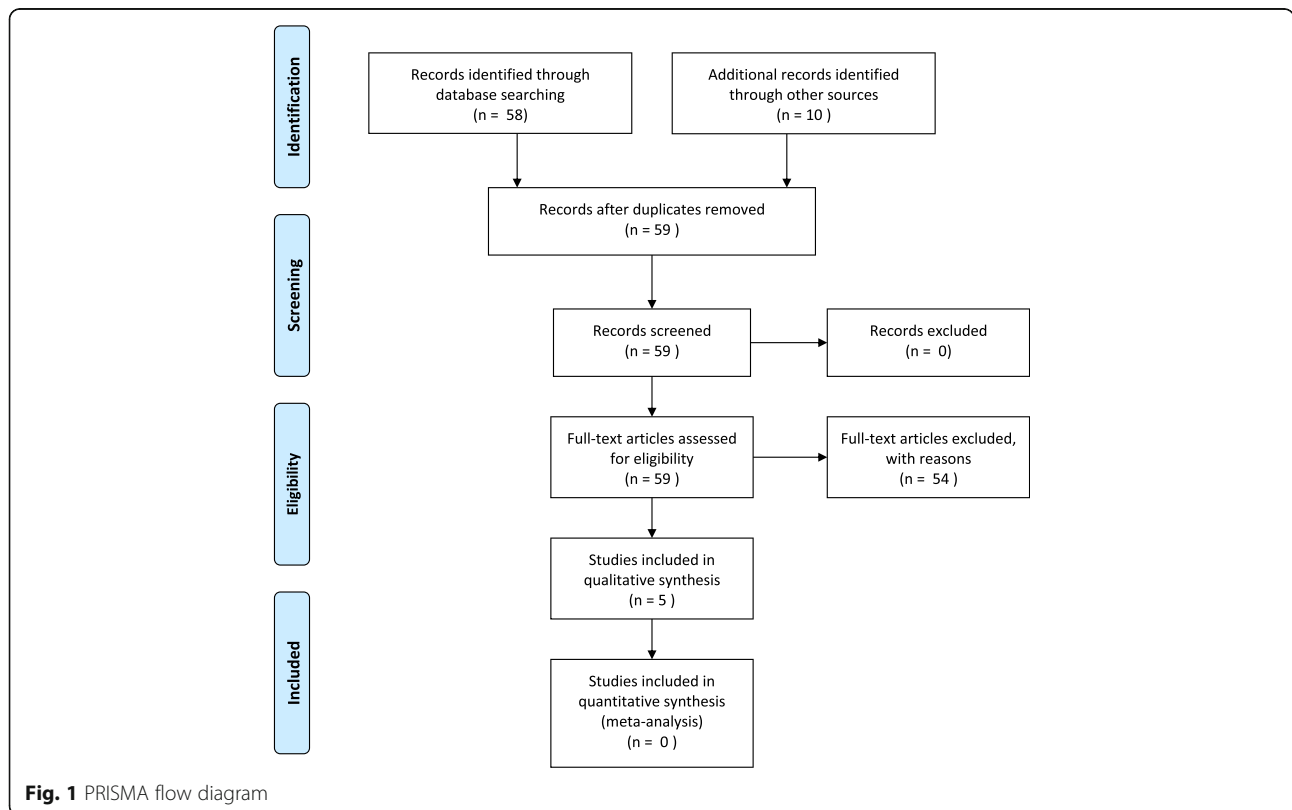 Identification
Records identified through
database searching
(n =  58)
Additional records identified
through other sources
(n = 10 )
Records after duplicates removed
(n = 59 )
Screening
Records screened
(n = 59 )
Records excluded
(n =  0)
Eligibility
Full-text articles assessed
for eligibility
(n = 59 )
Full-text articles excluded,
with reasons
(n =  54 )
Studies included in
qualitative synthesis
(n = 5 )
Included
Studies included in
quantitative synthesis
(meta-analysis)
(n =  0 )
Fig. 1 PRISMA flow diagram